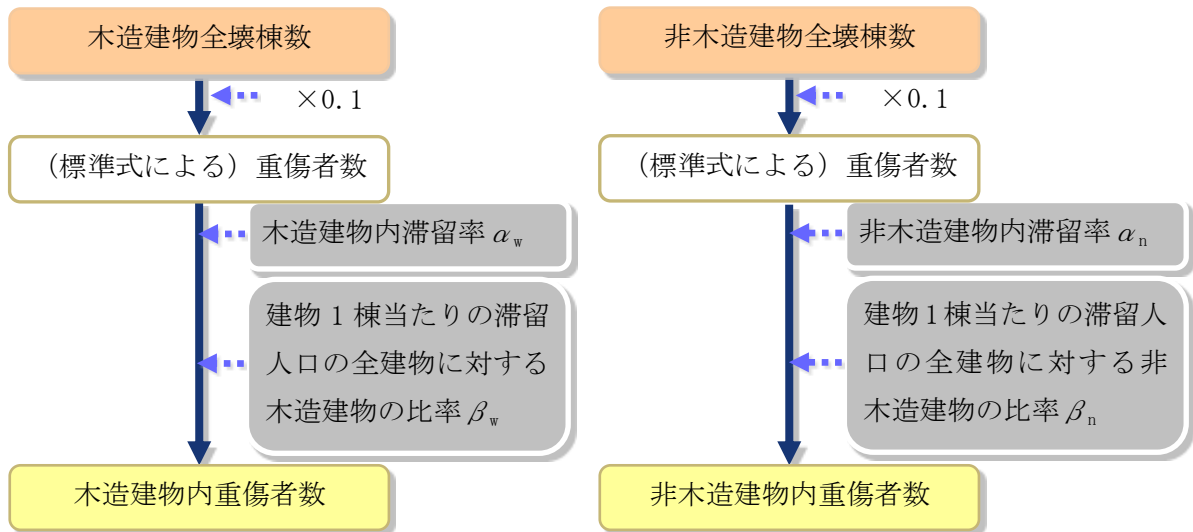 木造建物全壊棟数
×0.1
（標準式による）重傷者数
木造建物内滞留率 αw
建物 1 棟当たりの滞留
人口の全建物に対する
木造建物の比率 βw
木造建物内重傷者数
非木造建物全壊棟数
×0.1
（標準式による）重傷者数
非木造建物内滞留率 αn
建物 1 棟当たりの滞留人
口の全建物に対する非
木造建物の比率 βn
非木造建物内重傷者数